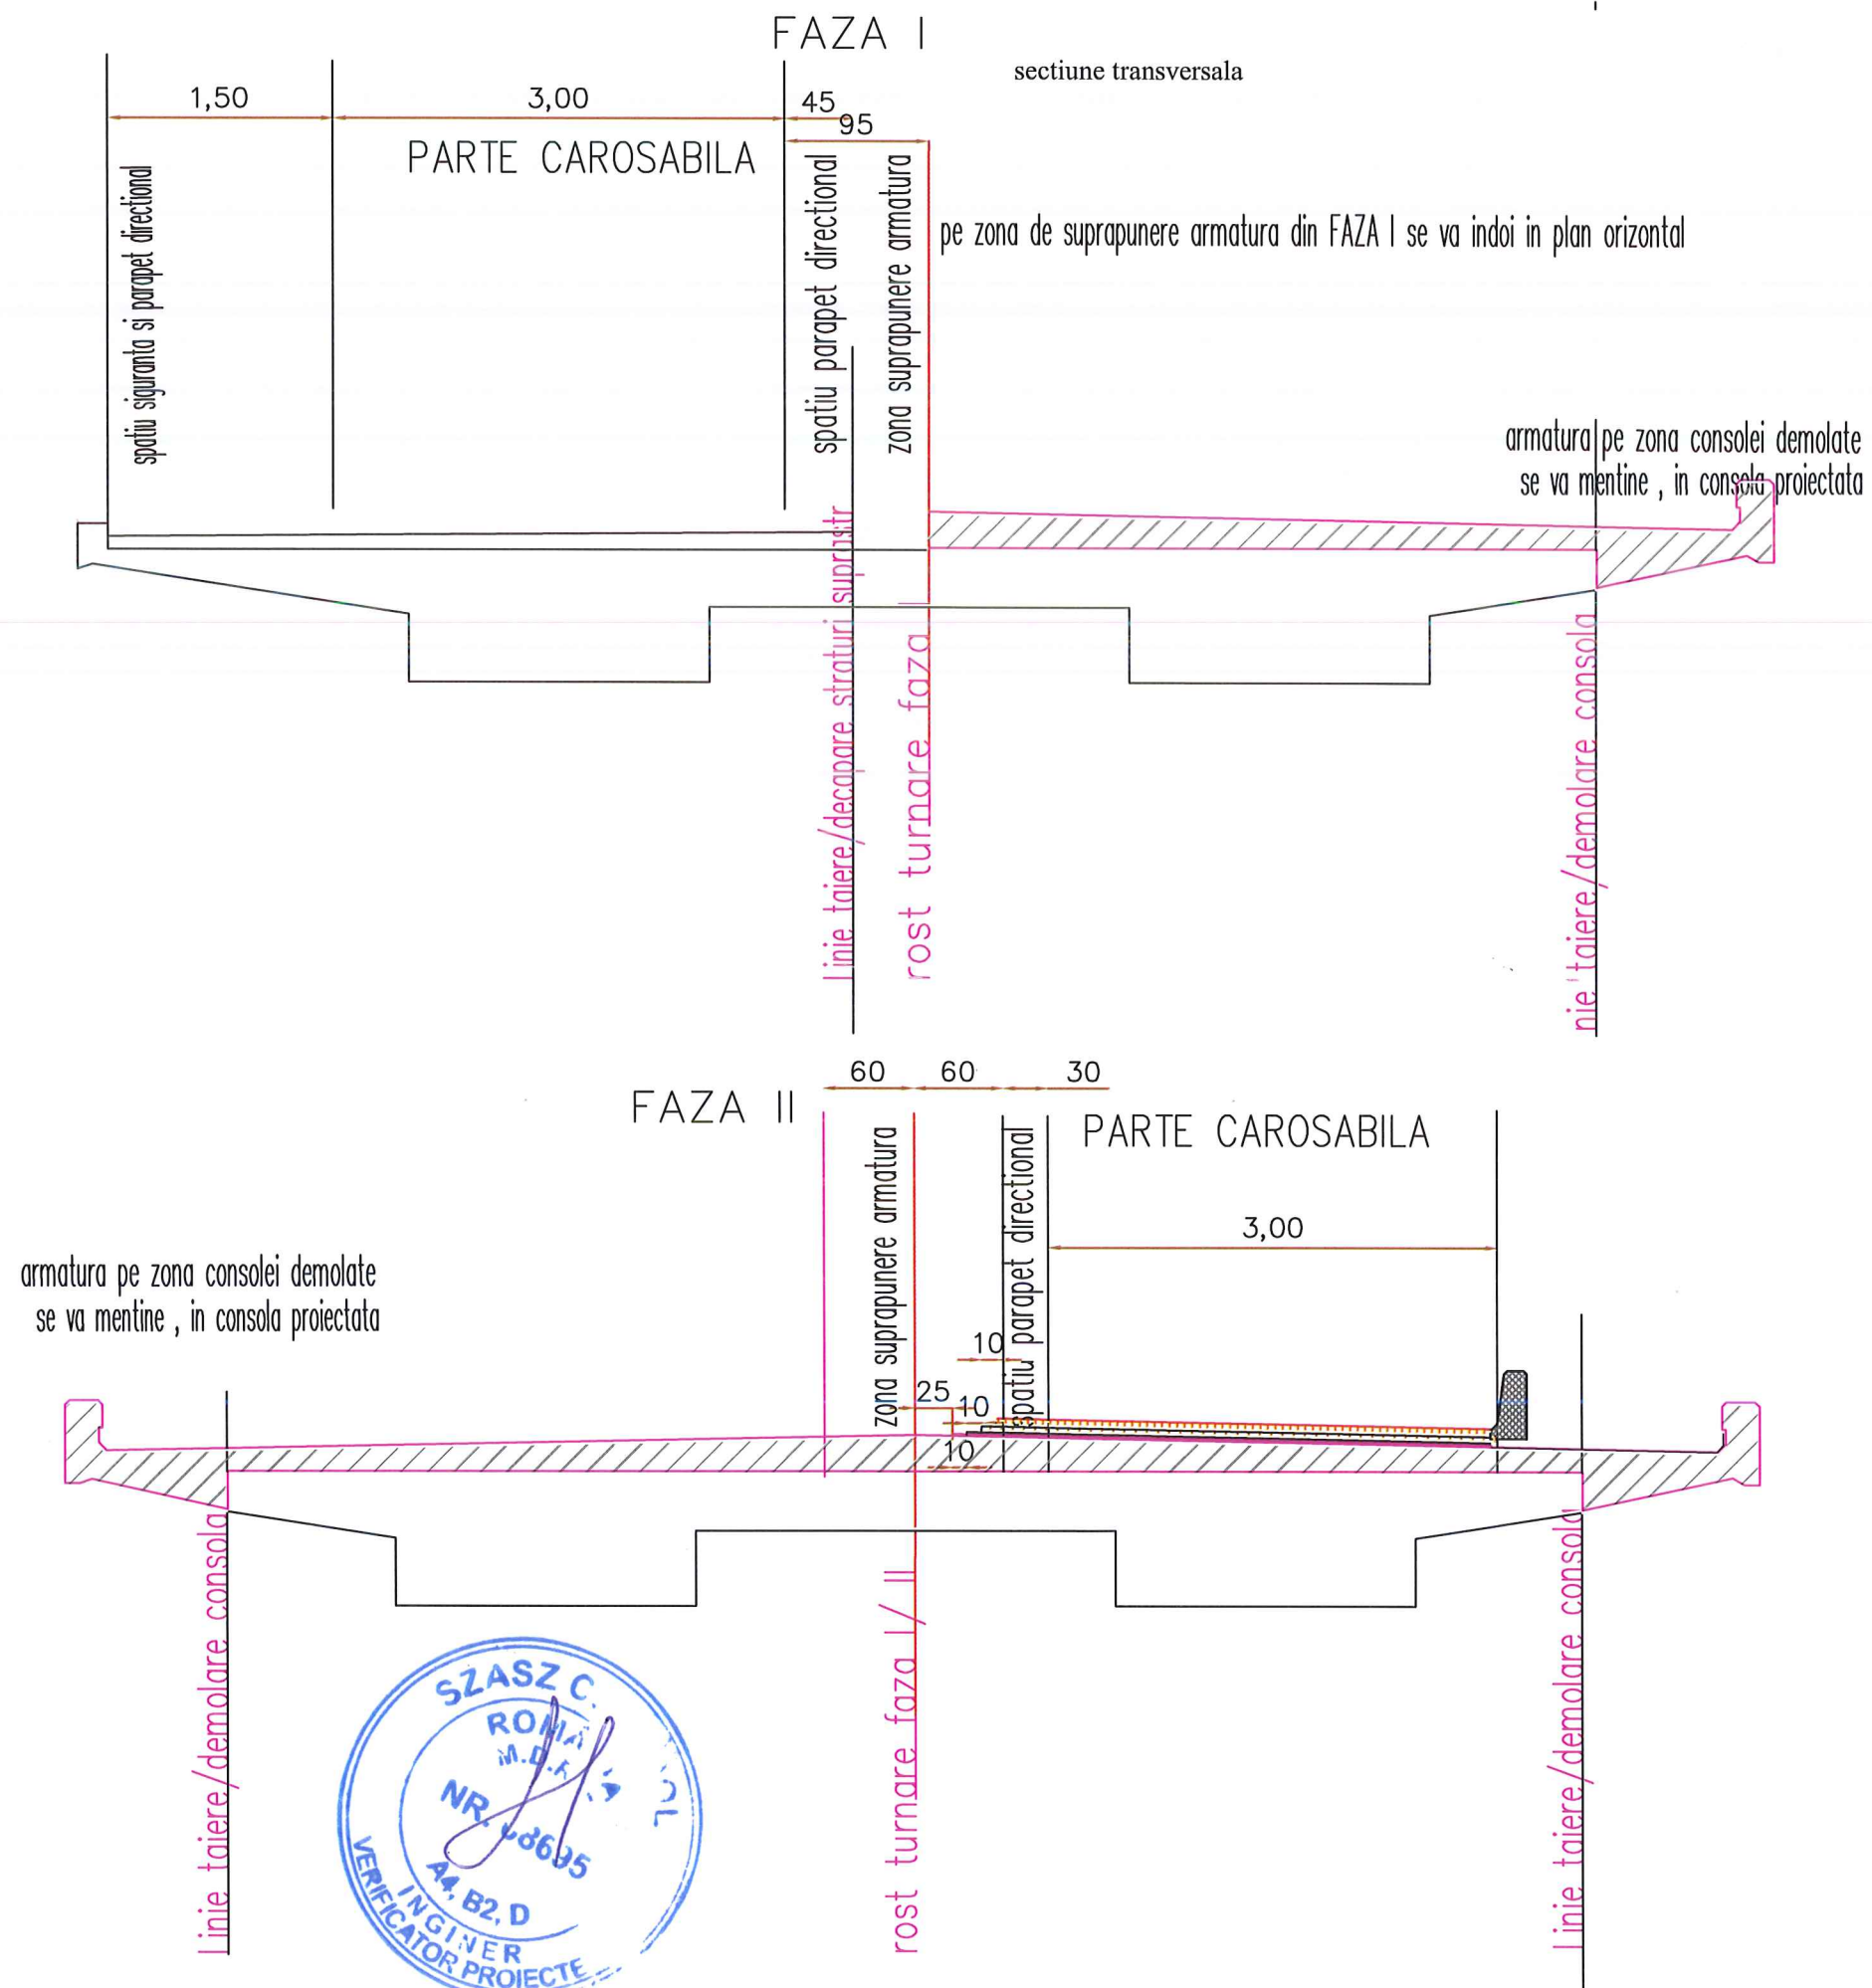 FAZA I
sectiune transversala
1,50
3,00
45
95
PARTE CAROSABILA
spatiu siguranta si parapet directional
spatiu parapet directional
zona suprapunere armatura
pe zona de suprapunere armatura din FAZA I se va indoi in plan orizontal
armatura pe zona consolei demolate
se va mentine , in consola proiectata
linie taiere/decapare straturi suprastr
rost turnare faza I
nie taiere/demolare consola
60
60
30
FAZA II
PARTE CAROSABILA
zona suprapunere armatura
spatiu parapet directional
3,00
armatura pe zona consolei demolate
se va mentine , in consola proiectata
10
25
10
10
linie taiere/demolare consola
rost turnare faza I / II
linie taiere/demolare consola
SZASZ C.
M.D.
NR.
A4, B2, D
INGINER
VERIFICATOR PROIECTE